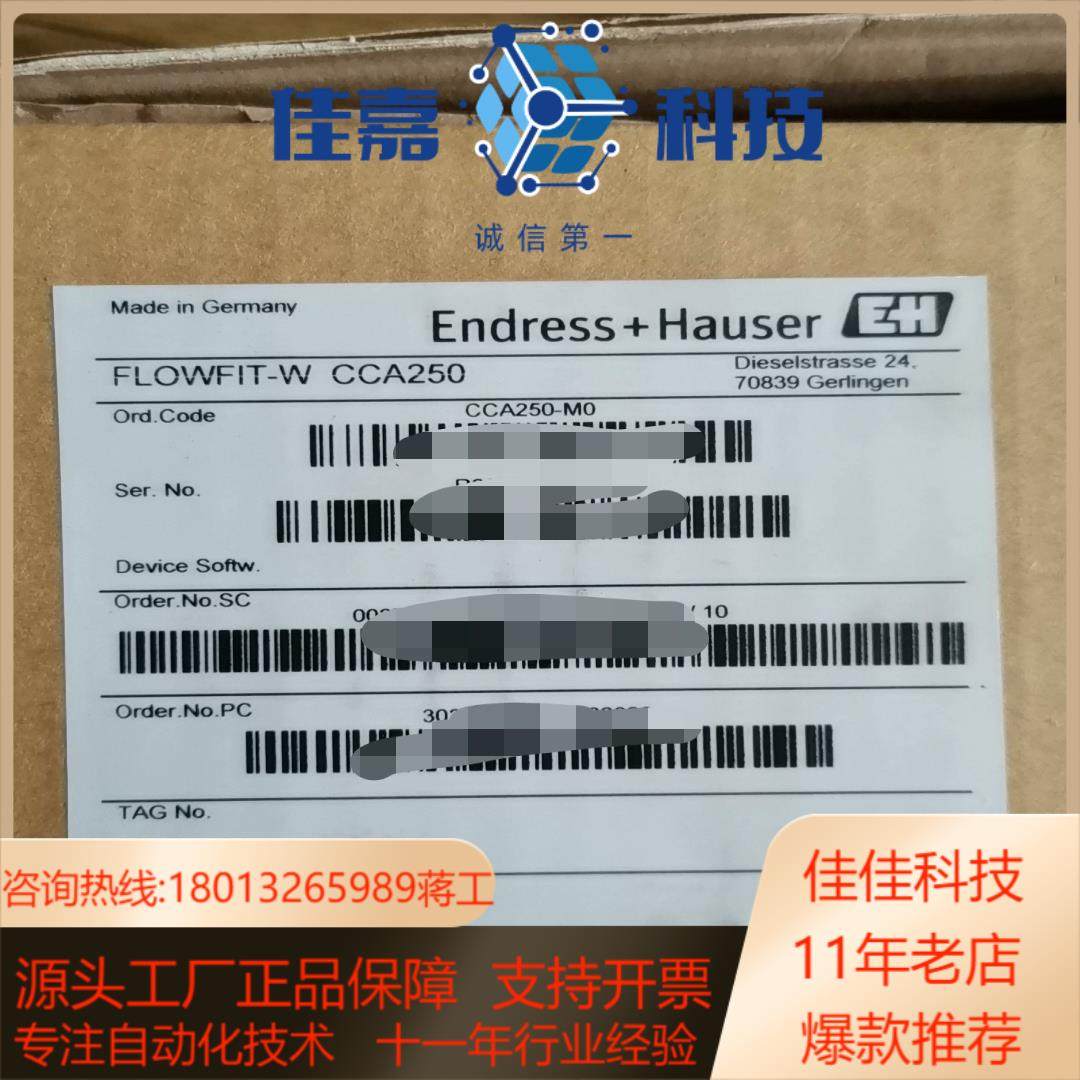 佳嘉 科技
诚信第一
Made in Germany
Endress+Hauser EH
FLOWFIT-W CCA250
Dieselstrasse 24,
70839 Gerlingen
Ord.Code
CCA250-M0
Ser. No.
Device Softw.
Order.No.SC
/ 10
Order.No.PC
TAG No.
咨询热线:18013265989蒋工
源头工厂正品保障 支持开票
专注自动化技术 十一年行业经验
佳佳科技
11年老店
爆款推荐